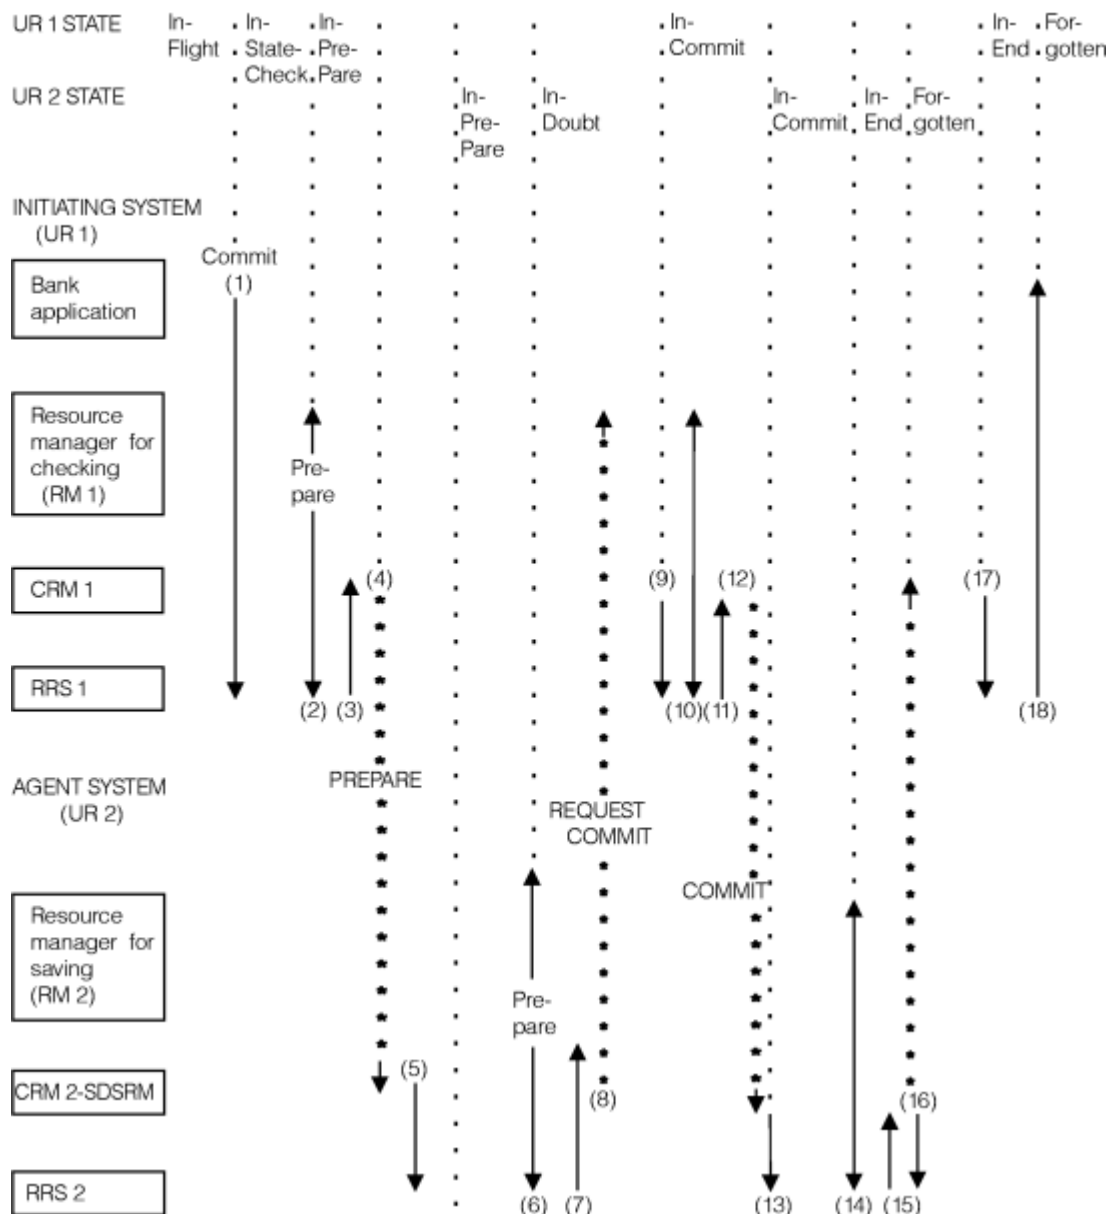 UR 1 STATE
In-
Flight
In-
State-
Check
In-
Pre-
Pare
In-
Commit
In-
End
For-
gotten
UR 2 STATE
In-
Pre-
Pare
In-
Doubt
In-
Commit
In-
End
For-
gotten
INITIATING SYSTEM
(UR 1)
Commit
(1)
Bank
application
Resource
manager for
checking
(RM 1)
Pre-
pare
CRM 1
(4)
(9)
(12)
(17)
RRS 1
(2)
(3)
(10)
(11)
(18)
AGENT SYSTEM
(UR 2)
PREPARE
REQUEST
COMMIT
COMMIT
Resource
manager for
saving
(RM 2)
Pre-
pare
CRM 2-SDSRM
(5)
(8)
(16)
RRS 2
(6)
(7)
(13)
(14)
(15)